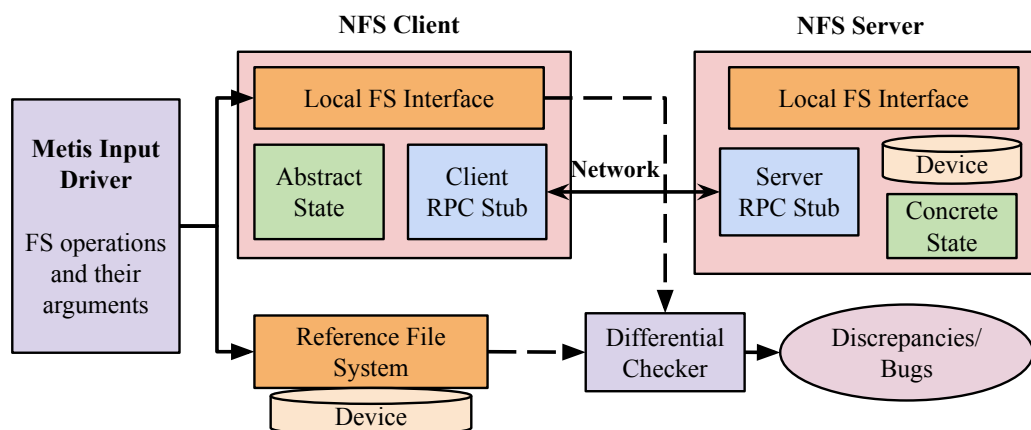 NFS Client
NFS Server
Metis Input
Driver
FS operations
and their
arguments
Local FS Interface
Abstract
State
Client
RPC Stub
Network
Local FS Interface
Device
Server
RPC Stub
Concrete
State
Reference File
System
Device
Differential
Checker
Discrepancies/
Bugs